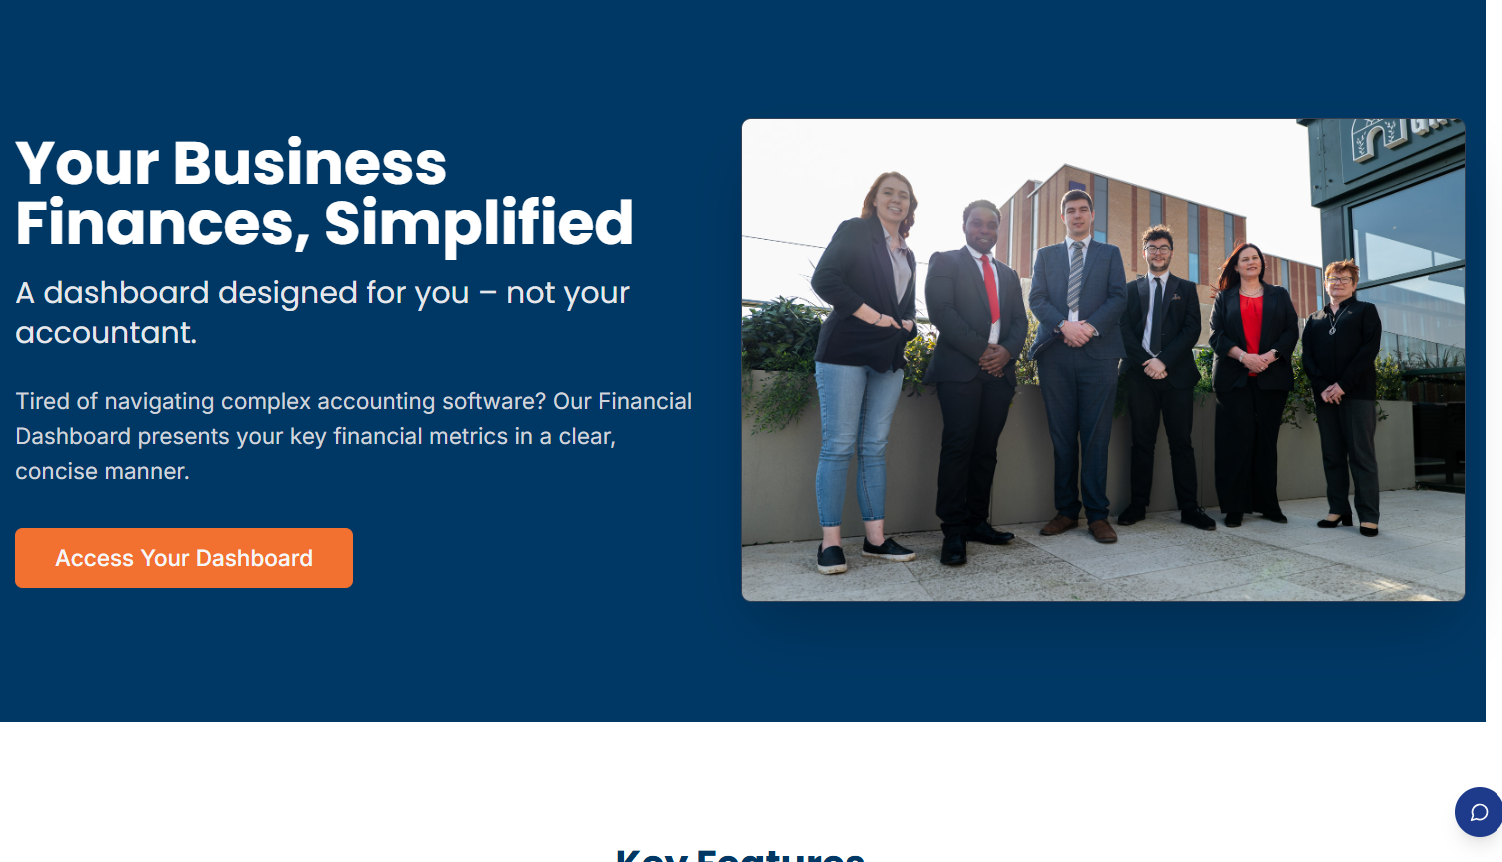 Your Business
Finances, Simplified
A dashboard designed for you – not your
accountant.
Tired of navigating complex accounting software? Our Financial
Dashboard presents your key financial metrics in a clear,
concise manner.
Access Your Dashboard
Key Features